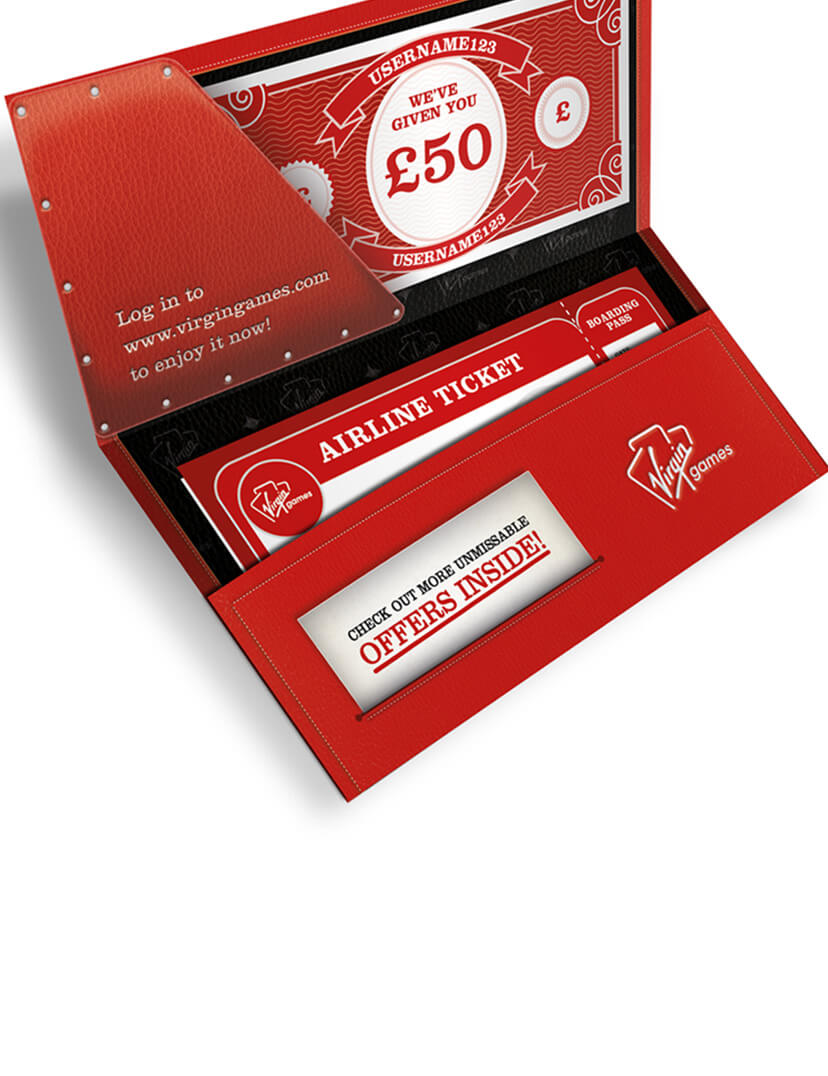 USERNAME123
WE'VE
GIVEN YOU
£50
£
£
USERNAME123
Log in to
www.virgingames.com
to enjoy it now!
BOARDING
PASS
AIRLINE TICKET
Virgin
games
Virgin
games
CHECK OUT MORE UNMISSABLE
OFFERS INSIDE!